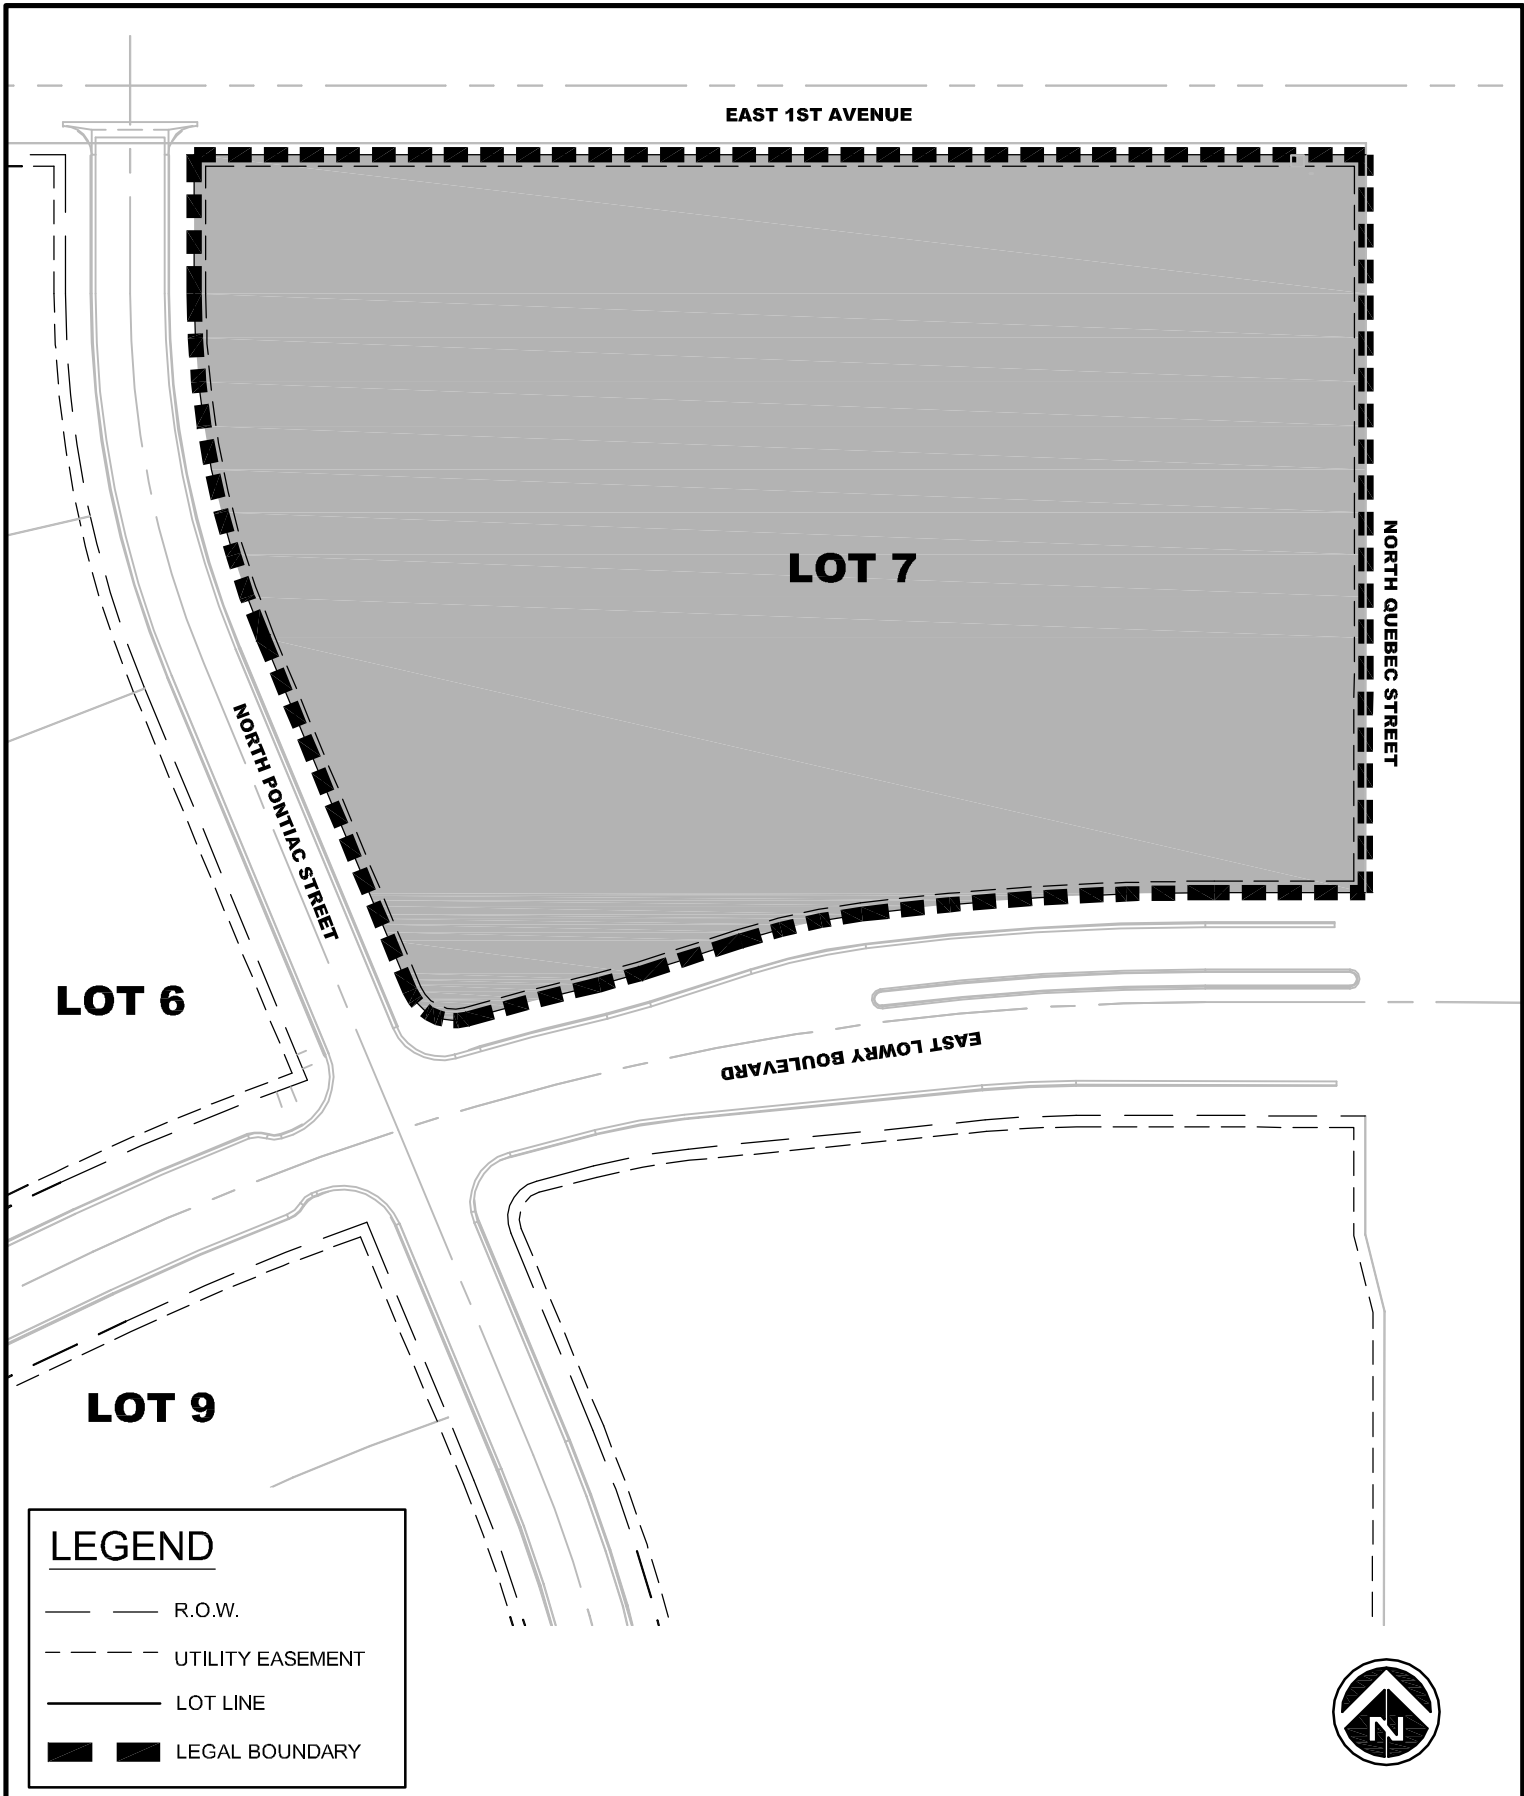 EAST 1ST AVENUE
LOT 7
NORTH QUEBEC STREET
NORTH PONTIAC STREET
LOT 6
EAST LOWRY BOULEVARD
LOT 9
LEGEND
R.O.W.
UTILITY EASEMENT
LOT LINE
LEGAL BOUNDARY
N